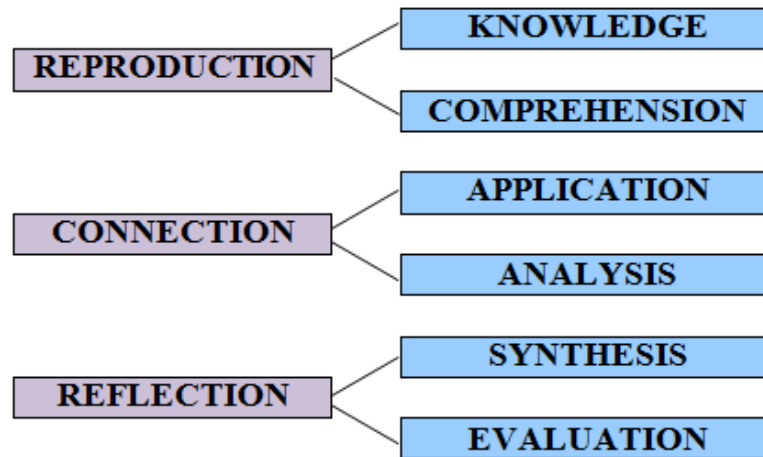 REPRODUCTION
KNOWLEDGE
COMPREHENSION
CONNECTION
APPLICATION
ANALYSIS
REFLECTION
SYNTHESIS
EVALUATION